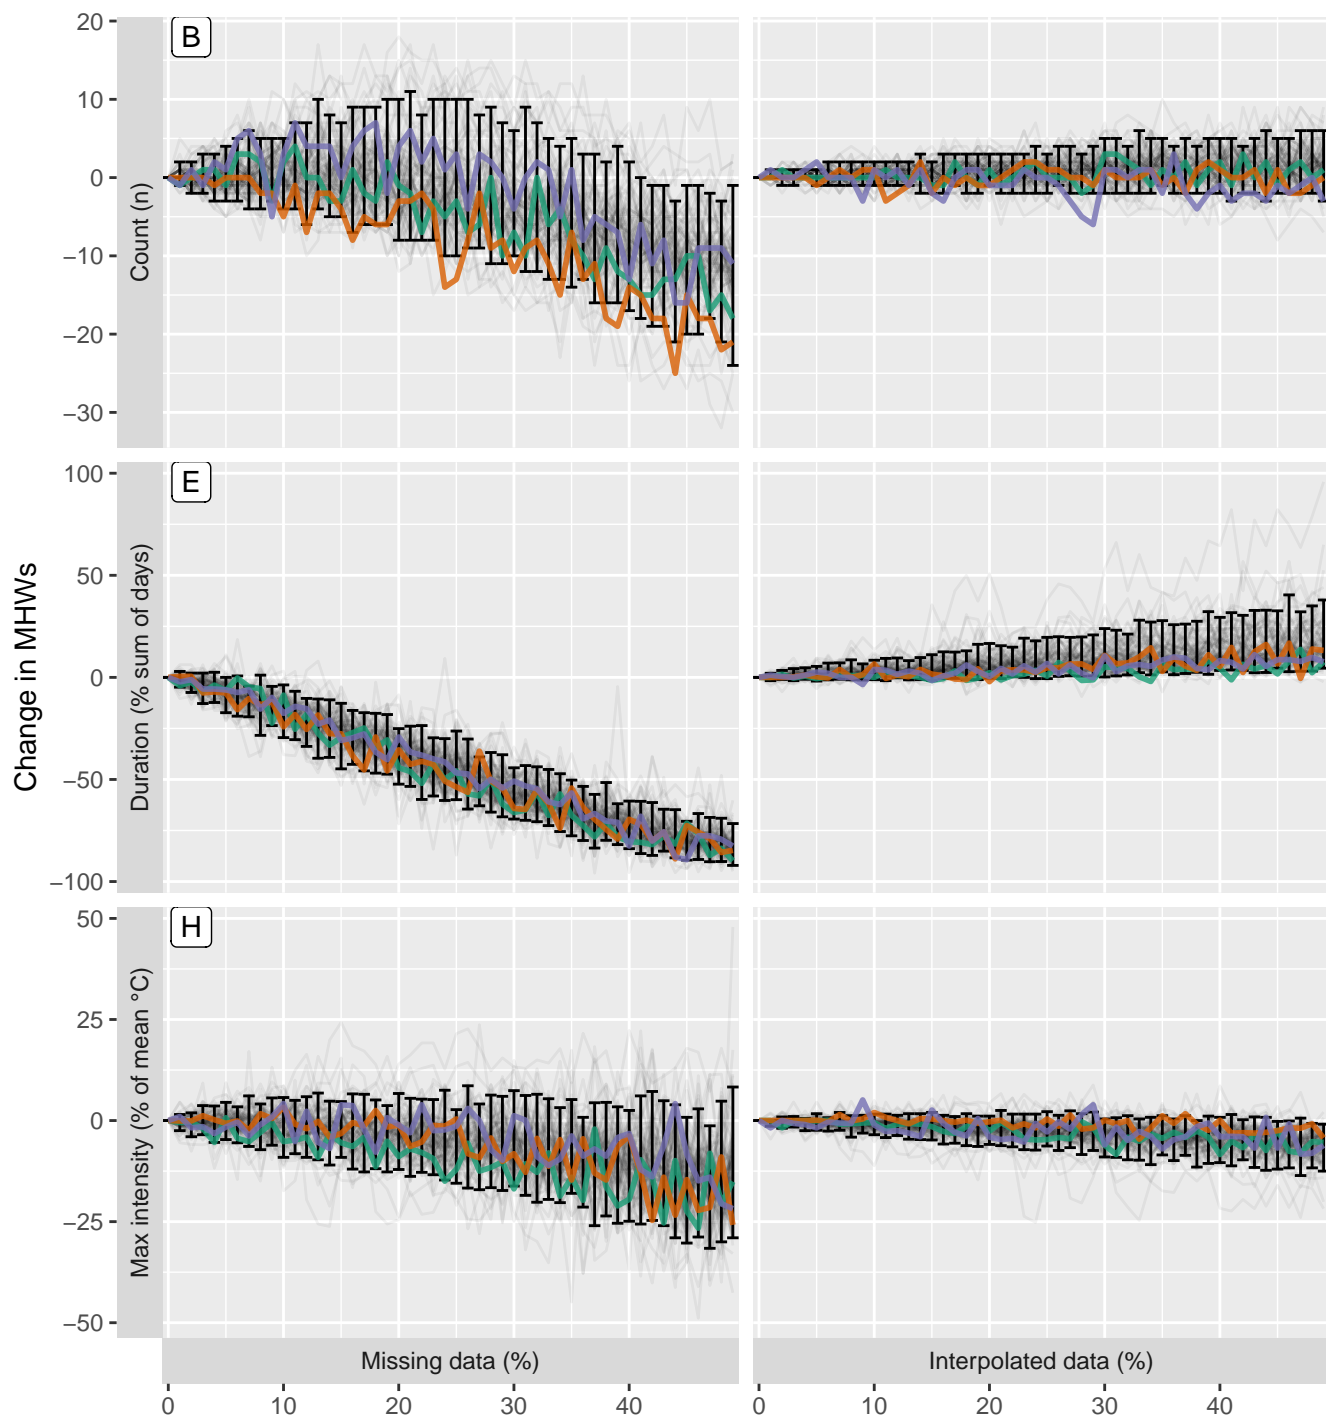 Change in MHWs
Count (n)
20
10
0
−10
−20
−30
B
Duration (% sum of days)
100
50
0
−50
−100
E
Max intensity (% of mean °C)
50
25
0
−25
−50
H
Missing data (%)
Interpolated data (%)
0 10 20 30 40
0 10 20 30 40